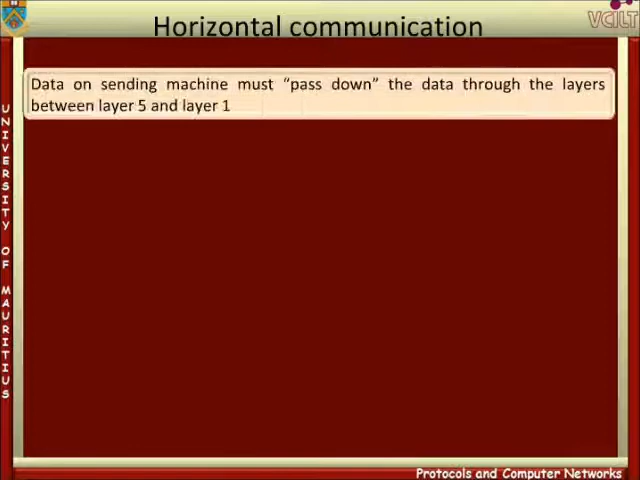 Horizontal communication
VCILT
Data on sending machine must “pass down” the data through the layers
between layer 5 and layer 1
UNIVERSITY OF MAURITIUS
Protocols and Computer Networks